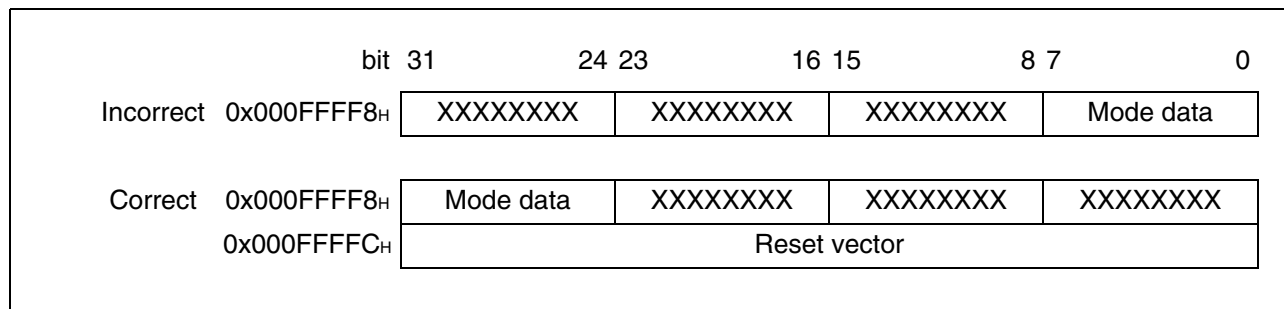 bit 31 24 23 16 15 8 7 0
Incorrect 0x000FFFF8H XXXXXXXX XXXXXXXX XXXXXXXX Mode data
Correct 0x000FFFF8H Mode data XXXXXXXX XXXXXXXX XXXXXXXX
0x000FFFFCH Reset vector